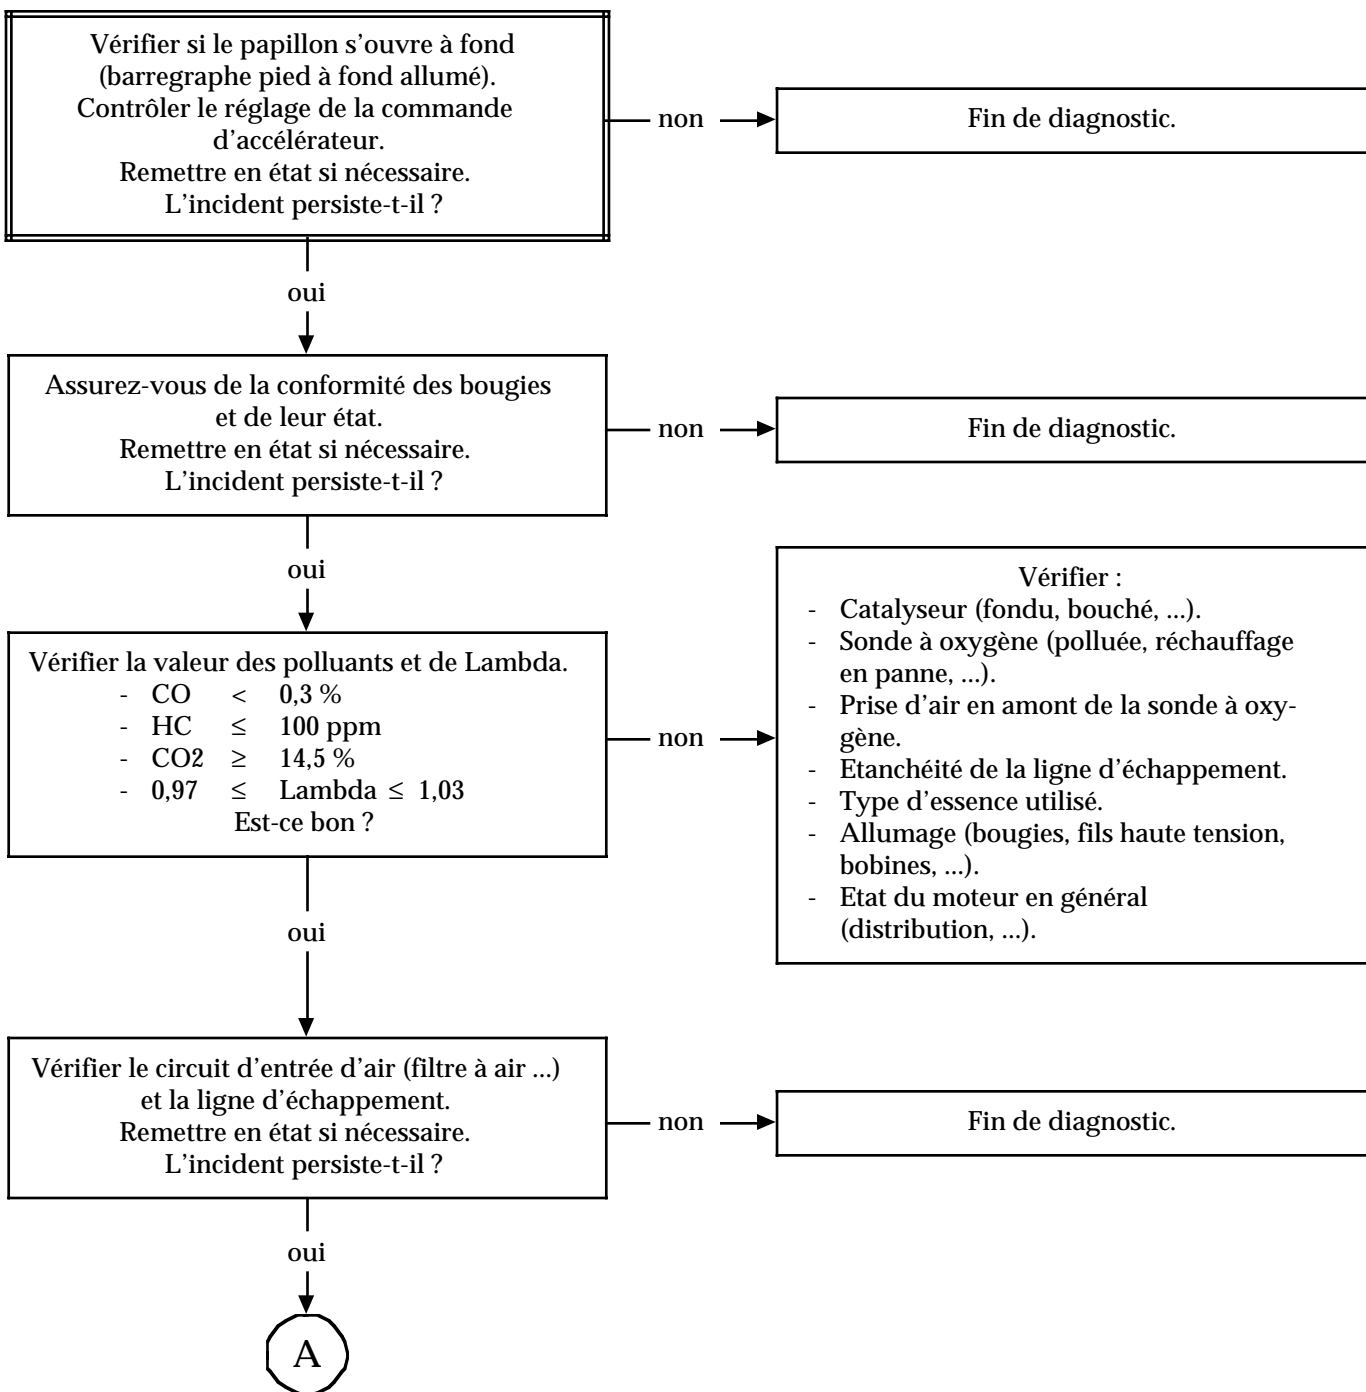 Vérifier si le papillon s'ouvre à fond
(barregraphe pied à fond allumé).
Contrôler le réglage de la commande
d'accélérateur.
Remettre en état si nécessaire.
L'incident persiste-t-il ?
non
Fin de diagnostic.
oui
Assurez-vous de la conformité des bougies
et de leur état.
Remettre en état si nécessaire.
L'incident persiste-t-il ?
non
Fin de diagnostic.
oui
Vérifier la valeur des polluants et de Lambda.
- CO < 0,3 %
- HC ≤ 100 ppm
- CO2 ≥ 14,5 %
- 0,97 ≤ Lambda ≤ 1,03
Est-ce bon ?
non
Vérifier :
- Catalyseur (fondu, bouché, ...).
- Sonde à oxygène (polluée, réchauffage
en panne, ...).
- Prise d'air en amont de la sonde à oxy-
gène.
- Etanchéité de la ligne d'échappement.
- Type d'essence utilisé.
- Allumage (bougies, fils haute tension,
bobines, ...).
- Etat du moteur en général
(distribution, ...).
oui
Vérifier le circuit d'entrée d'air (filtre à air ...)
et la ligne d'échappement.
Remettre en état si nécessaire.
L'incident persiste-t-il ?
non
Fin de diagnostic.
oui
A